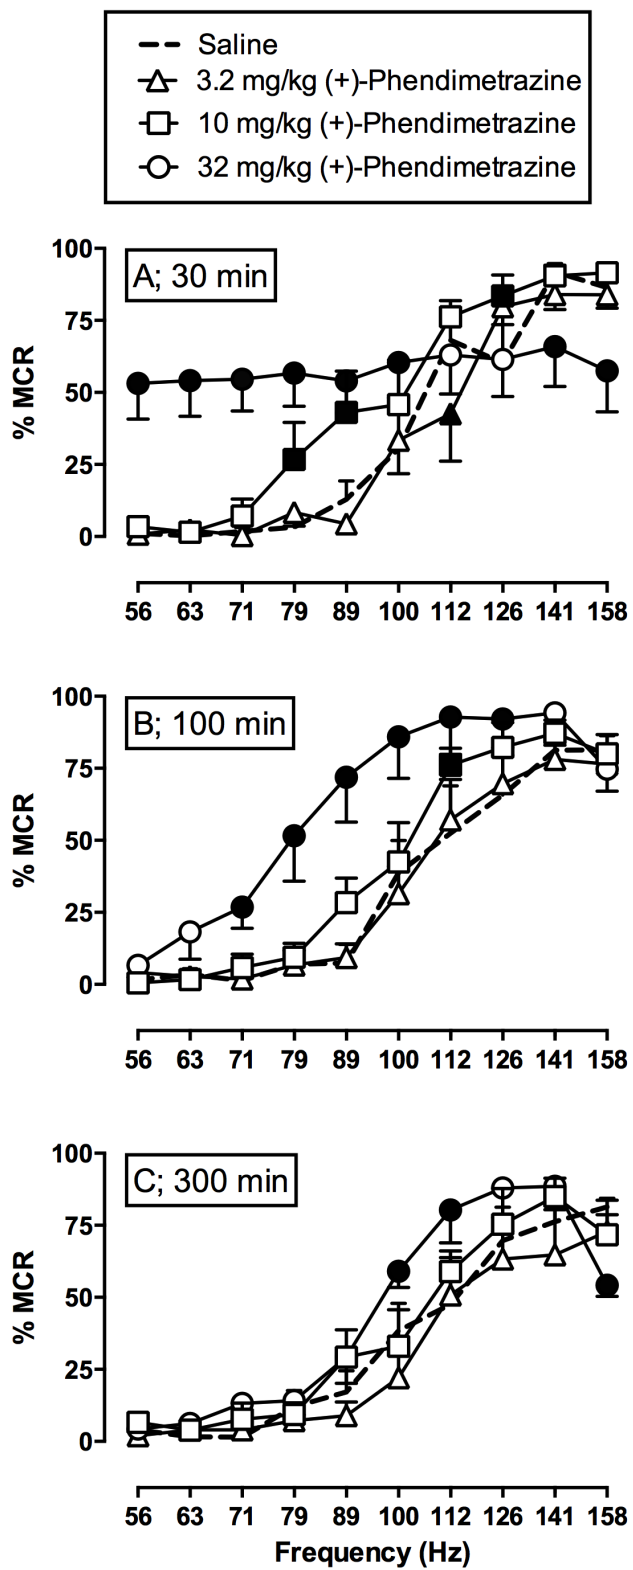 Saline
3.2 mg/kg (+)-Phendimetrazine
10 mg/kg (+)-Phendimetrazine
32 mg/kg (+)-Phendimetrazine
A; 30 min
100
75
50
25
0
% MCR
56 63 71 79 89 100 112 126 141 158
B; 100 min
100
75
50
25
0
% MCR
56 63 71 79 89 100 112 126 141 158
C; 300 min
100
75
50
25
0
% MCR
56 63 71 79 89 100 112 126 141 158
Frequency (Hz)